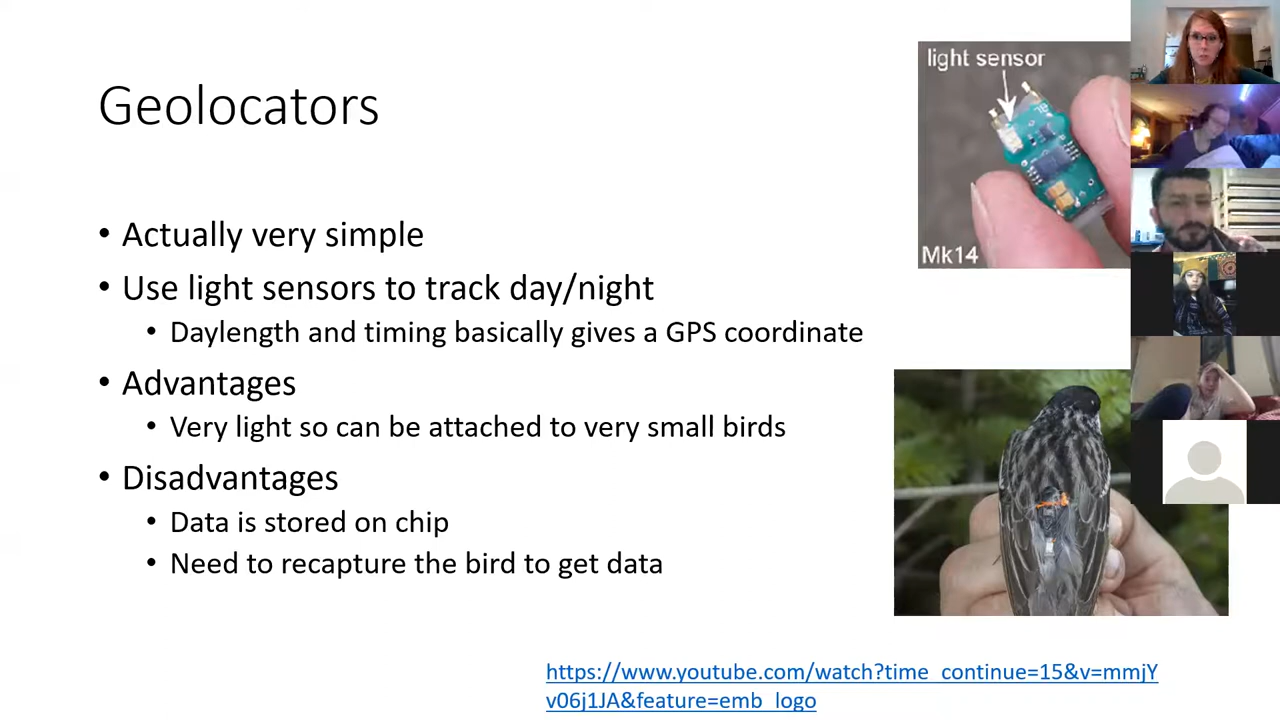 Geolocators
• Actually very simple
• Use light sensors to track day/night
• Daylength and timing basically gives a GPS coordinate
• Advantages
• Very light so can be attached to very small birds
• Disadvantages
• Data is stored on chip
• Need to recapture the bird to get data
light sensor
Mk14
https://www.youtube.com/watch?time_continue=15&v=mmjY
v06j1JA&feature=emb_logo